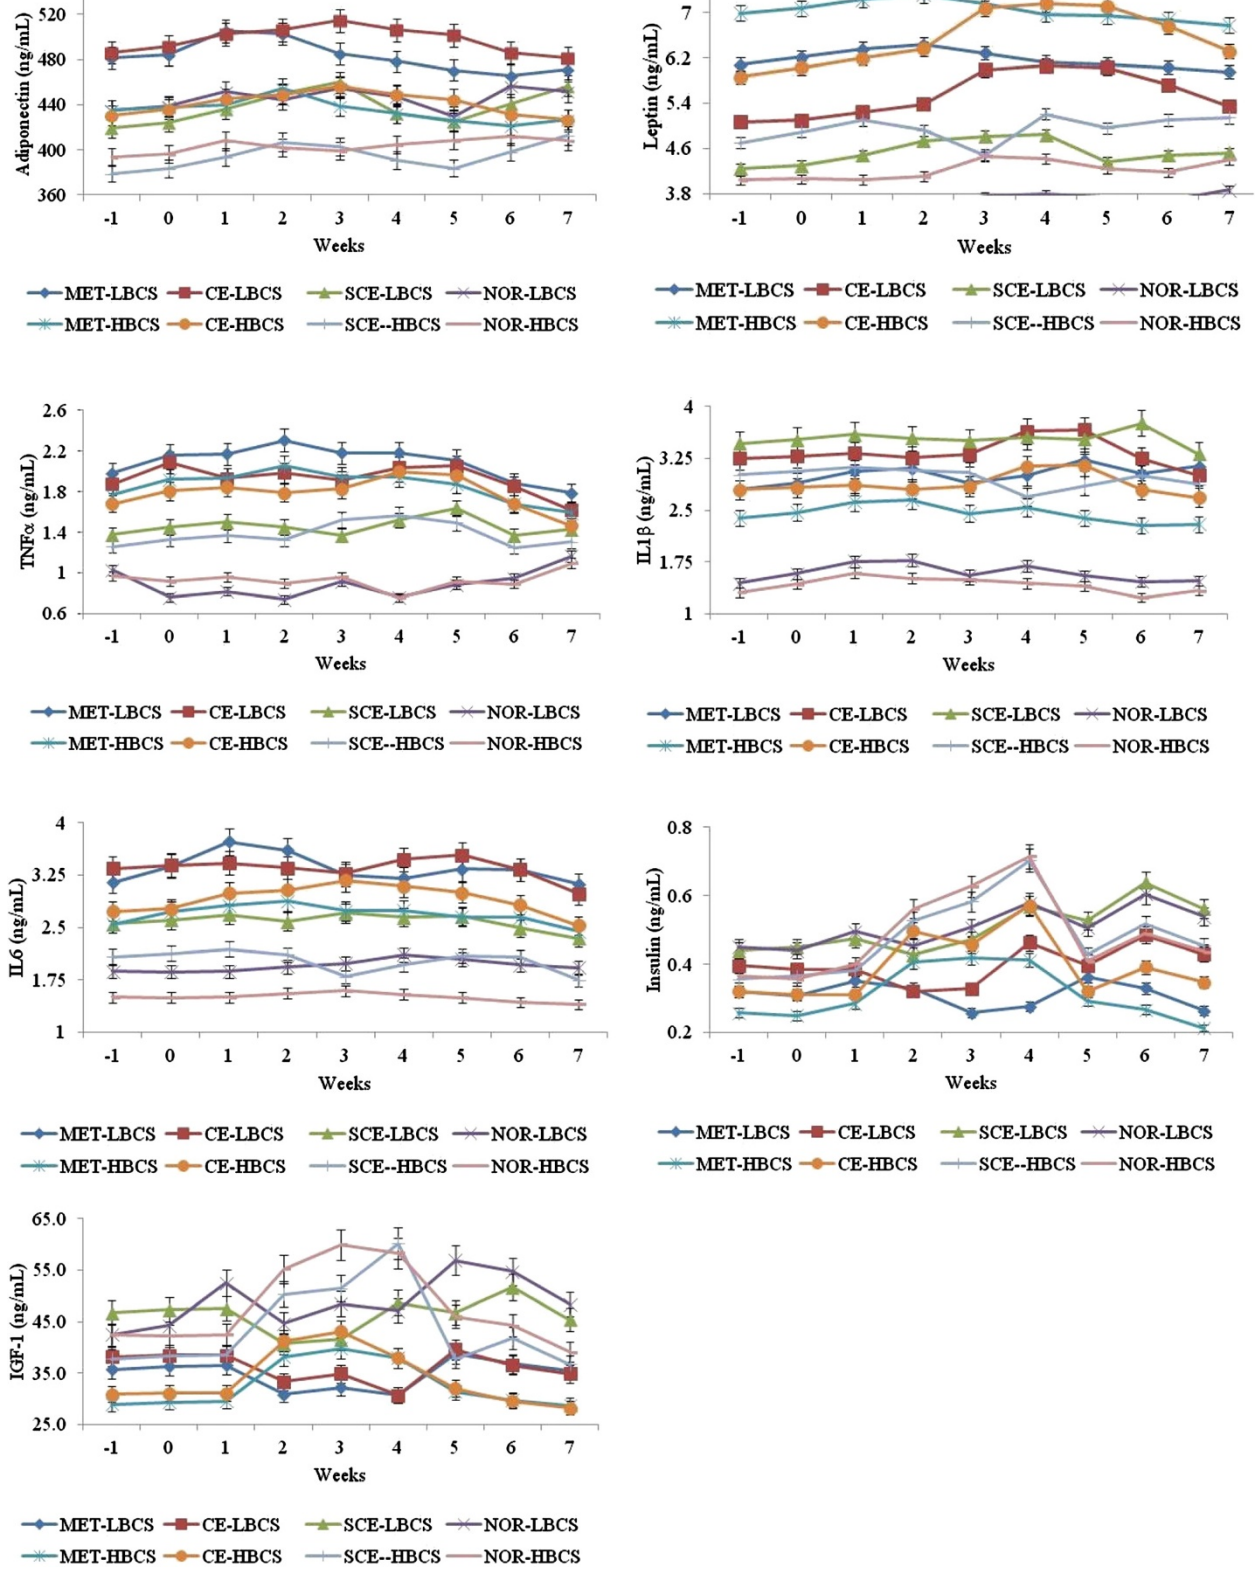 Adiponectin (ng/mL)
520
480
440
400
360
-1 0 1 2 3 4 5 6 7
Weeks
MET-LBCS CE-LBCS SCE-LBCS NOR-LBCS
MET-HBCS CE-HBCS SCE--HBCS NOR-HBCS
Leptin (ng/mL)
7
6.2
5.4
4.6
3.8
-1 0 1 2 3 4 5 6 7
Weeks
MET-LBCS CE-LBCS SCE-LBCS NOR-LBCS
MET-HBCS CE-HBCS SCE--HBCS NOR-HBCS
TNFα (ng/mL)
2.6
2.2
1.8
1.4
1
0.6
-1 0 1 2 3 4 5 6 7
Weeks
MET-LBCS CE-LBCS SCE-LBCS NOR-LBCS
MET-HBCS CE-HBCS SCE--HBCS NOR-HBCS
IL1β (ng/mL)
4
3.25
2.5
1.75
1
-1 0 1 2 3 4 5 6 7
Weeks
MET-LBCS CE-LBCS SCE-LBCS NOR-LBCS
MET-HBCS CE-HBCS SCE--HBCS NOR-HBCS
IL6 (ng/mL)
4
3.25
2.5
1.75
1
-1 0 1 2 3 4 5 6 7
Weeks
MET-LBCS CE-LBCS SCE-LBCS NOR-LBCS
MET-HBCS CE-HBCS SCE--HBCS NOR-HBCS
Insulin (ng/mL)
0.8
0.6
0.4
0.2
-1 0 1 2 3 4 5 6 7
Weeks
MET-LBCS CE-LBCS SCE-LBCS NOR-LBCS
MET-HBCS CE-HBCS SCE--HBCS NOR-HBCS
IGF-1 (ng/mL)
65.0
55.0
45.0
35.0
25.0
-1 0 1 2 3 4 5 6 7
Weeks
MET-LBCS CE-LBCS SCE-LBCS NOR-LBCS
MET-HBCS CE-HBCS SCE--HBCS NOR-HBCS